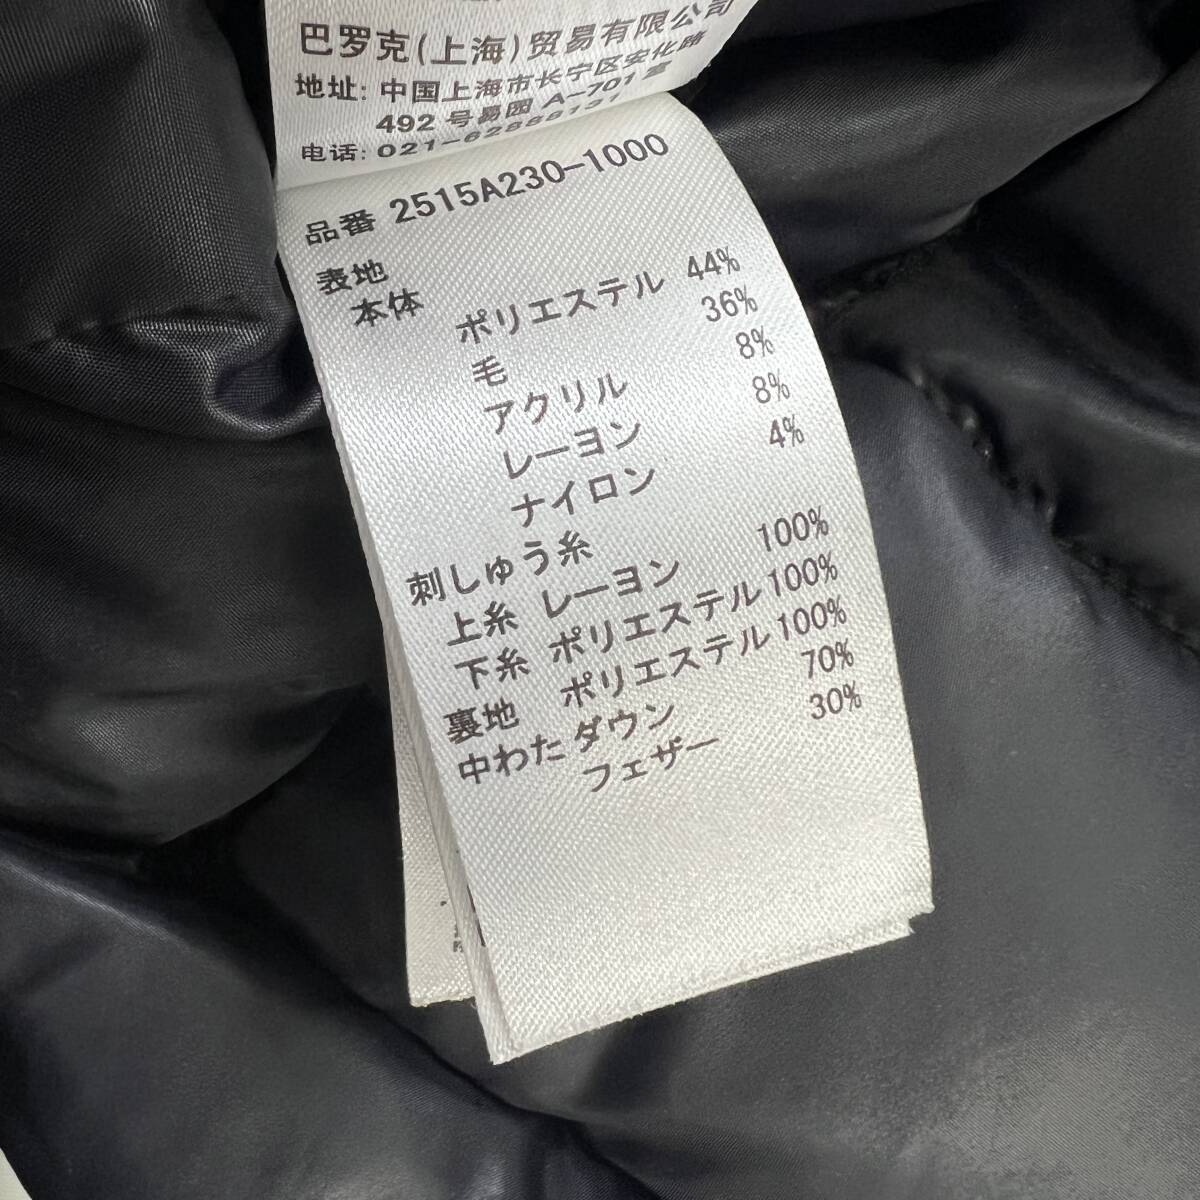 巴罗克(上海)贸易有限公司
地址: 中国上海市长宁区安化路
492 号易园 A-701 室
电话: 021-62889131
品番 2515A230-1000
表地
本体 ポリエステル 44%
毛 36%
アクリル 8%
レーヨン 8%
ナイロン 4%
刺しゅう糸
上糸 レーヨン 100%
下糸 ポリエステル 100%
裏地 ポリエステル 100%
中わた ダウン 70%
フェザー 30%